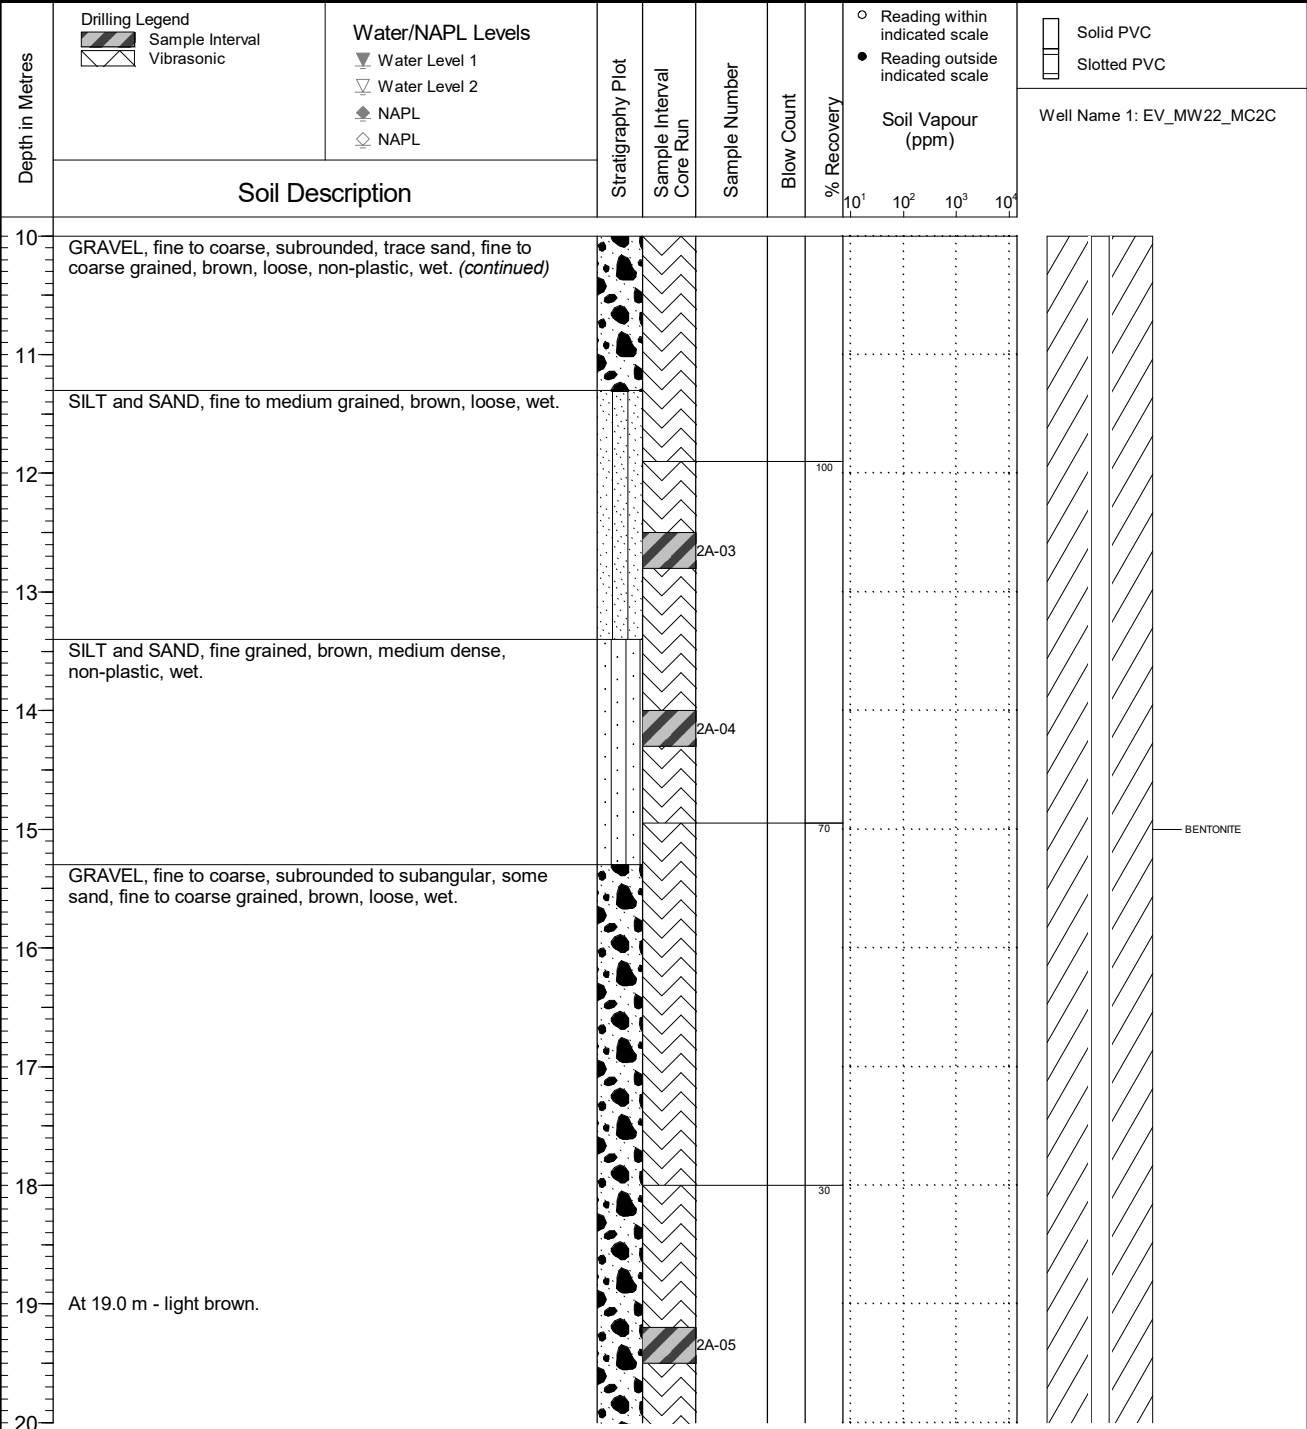 Drilling Legend
Sample Interval
Vibrasonic
Water/NAPL Levels
Water Level 1
Water Level 2
NAPL
NAPL
Depth in Metres
Soil Description
Stratigraphy Plot
Sample Interval
Core Run
Sample Number
Blow Count
% Recovery
Reading within
indicated scale
Reading outside
indicated scale
Soil Vapour
(ppm)
10¹ 10² 10³ 10⁴
Solid PVC
Slotted PVC
Well Name 1: EV_MW22_MC2C
10
GRAVEL, fine to coarse, subrounded, trace sand, fine to
coarse grained, brown, loose, non-plastic, wet. (continued)
11
SILT and SAND, fine to medium grained, brown, loose, wet.
12
100
2A-03
13
SILT and SAND, fine grained, brown, medium dense,
non-plastic, wet.
14
2A-04
15
70
BENTONITE
GRAVEL, fine to coarse, subrounded to subangular, some
sand, fine to coarse grained, brown, loose, wet.
16
17
18
30
19
At 19.0 m - light brown.
2A-05
20